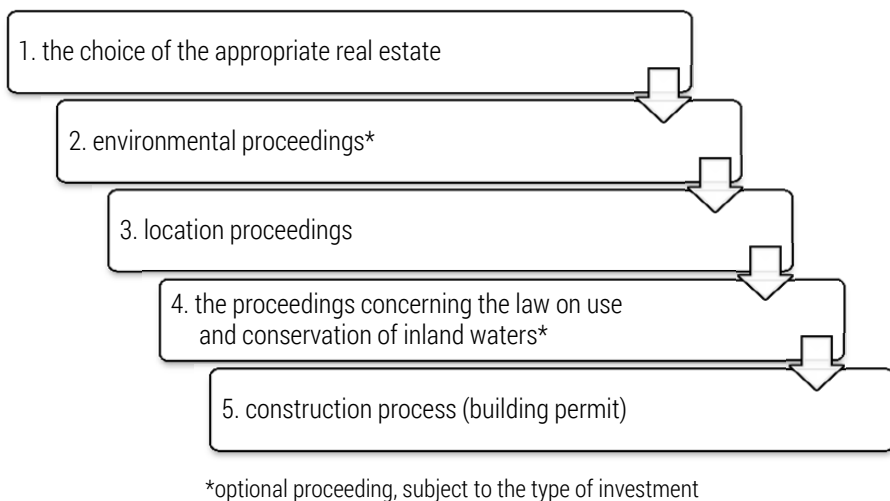 1. the choice of the appropriate real estate
2. environmental proceedings*
3. location proceedings
4. the proceedings concerning the law on use
and conservation of inland waters*
5. construction process (building permit)
*optional proceeding, subject to the type of investment